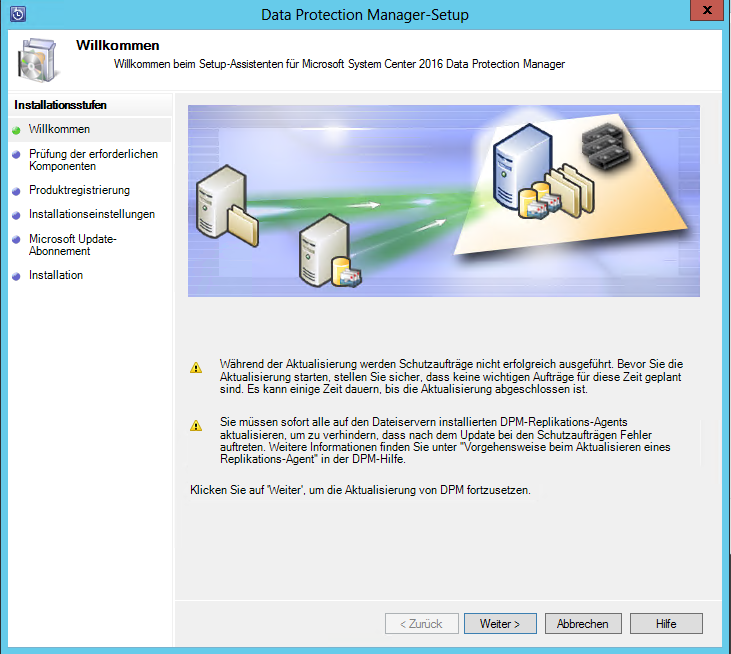 Data Protection Manager-Setup
Willkommen
Willkommen beim Setup-Assistenten für Microsoft System Center 2016 Data Protection Manager
Installationsstufen
Willkommen
Prüfung der erforderlichen
Komponenten
Produktregistrierung
Installationseinstellungen
Microsoft Update-
Abonnement
Installation
Während der Aktualisierung werden Schutzaufträge nicht erfolgreich ausgeführt. Bevor Sie die
Aktualisierung starten, stellen Sie sicher, dass keine wichtigen Aufträge für diese Zeit geplant
sind. Es kann einige Zeit dauern, bis die Aktualisierung abgeschlossen ist.
Sie müssen sofort alle auf den Dateiservern installierten DPM-Replikations-Agents
aktualisieren, um zu verhindern, dass nach dem Update bei den Schutzaufträgen Fehler
auftreten. Weitere Informationen finden Sie unter "Vorgehensweise beim Aktualisieren eines
Replikations-Agent" in der DPM-Hilfe.
Klicken Sie auf 'Weiter', um die Aktualisierung von DPM fortzusetzen.
< Zurück
Weiter >
Abbrechen
Hilfe